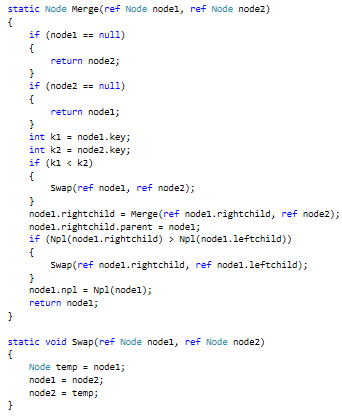 static Node Merge(ref Node node1, ref Node node2)
{
    if (node1 == null)
    {
        return node2;
    }
    if (node2 == null)
    {
        return node1;
    }
    int k1 = node1.key;
    int k2 = node2.key;
    if (k1 < k2)
    {
        Swap(ref node1, ref node2);
    }
    node1.rightchild = Merge(ref node1.rightchild, ref node2);
    node1.rightchild.parent = node1;
    if (Npl(node1.rightchild) > Npl(node1.leftchild))
    {
        Swap(ref node1.rightchild, ref node1.leftchild);
    }
    node1.npl = Npl(node1);
    return node1;
}
static void Swap(ref Node node1, ref Node node2)
{
    Node temp = node1;
    node1 = node2;
    node2 = temp;
}